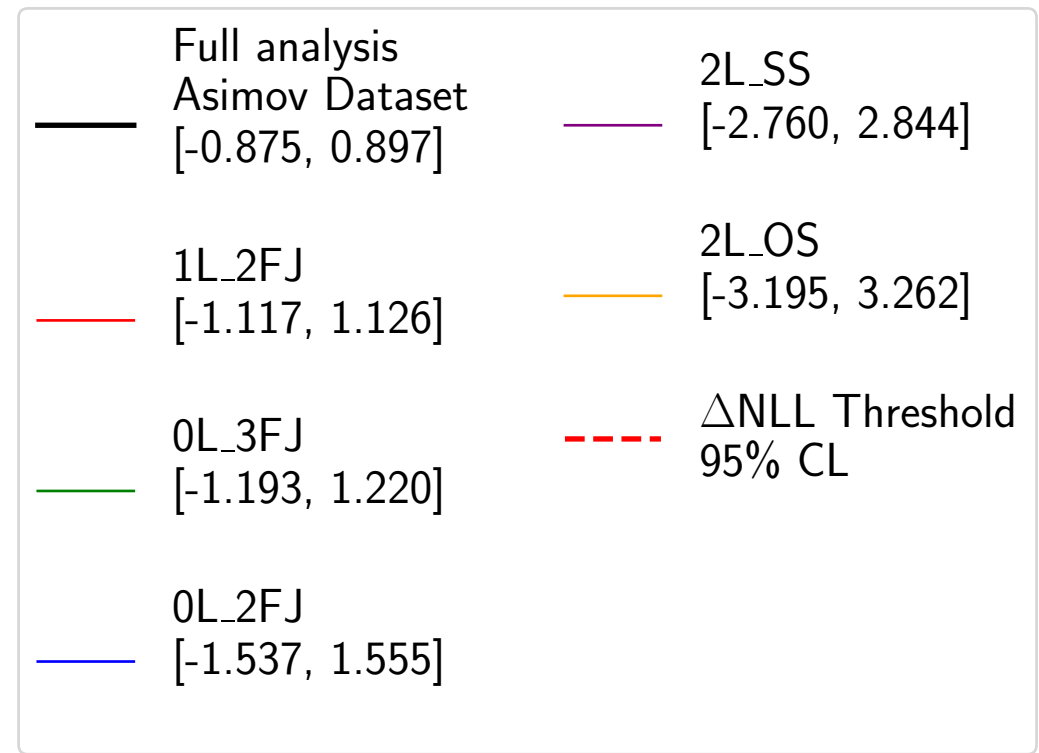 Full analysis
Asimov Dataset
[-0.875, 0.897]
1L_2FJ
[-1.117, 1.126]
0L_3FJ
[-1.193, 1.220]
0L_2FJ
[-1.537, 1.555]
2L_SS
[-2.760, 2.844]
2L_OS
[-3.195, 3.262]
ΔNLL Threshold
95% CL